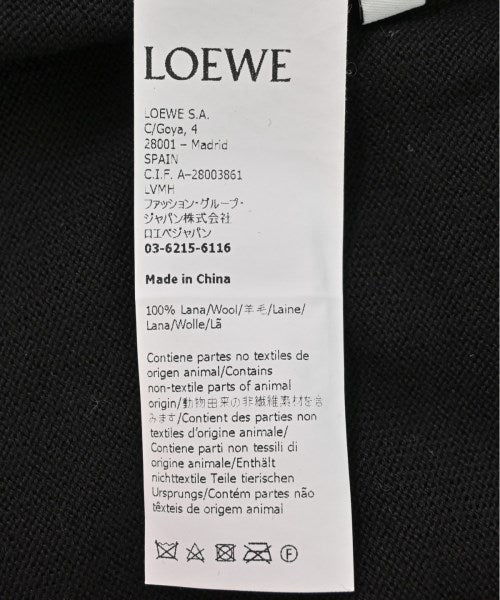 LOEWE
LOEWE S.A.
C/Goya, 4
28001 – Madrid
SPAIN
C.I.F. A-28003861
LVMH
ファッション・グループ・
ジャパン株式会社
ロエベジャパン
03-6215-6116
Made in China
100% Lana/Wool/羊毛/Laine/
Lana/Wolle/Lã
Contiene partes no textiles de
origen animal/Contains
non-textile parts of animal
origin/動物由来の非繊維素材を含
みます/Contient des parties non
textiles d'origine animale/
Contiene parti non tessili di
origine animale/Enthält
nichttextile Teile tierischen
Ursprungs/Contém partes não
têxteis de origem animal
F